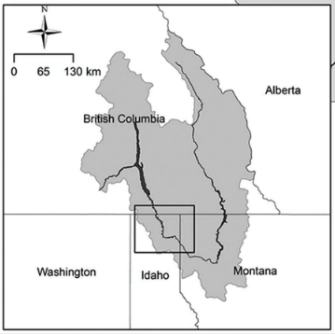 N
0 65 130 km
Alberta
British Columbia
Washington
Idaho
Montana